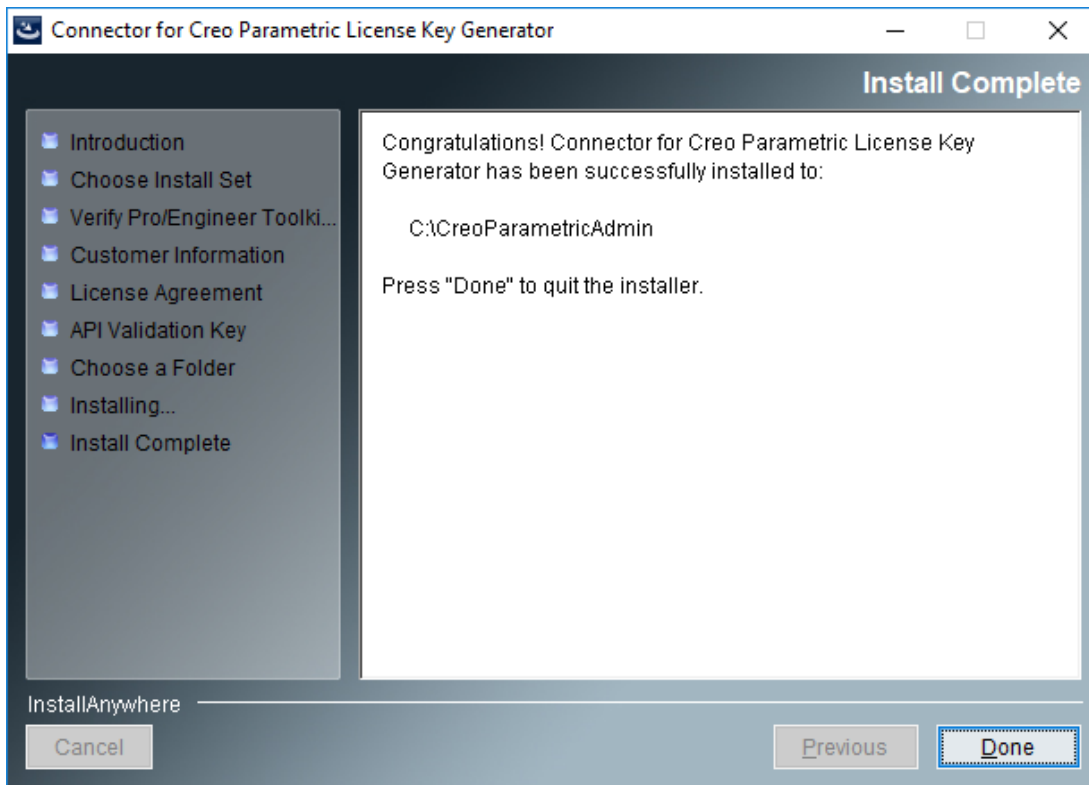 Connector for Creo Parametric License Key Generator
Install Complete
Introduction
Choose Install Set
Verify Pro/Engineer Toolki...
Customer Information
License Agreement
API Validation Key
Choose a Folder
Installing...
Install Complete
Congratulations! Connector for Creo Parametric License Key
Generator has been successfully installed to:
C:\CreoParametricAdmin
Press "Done" to quit the installer.
InstallAnywhere
Cancel
Previous
Done